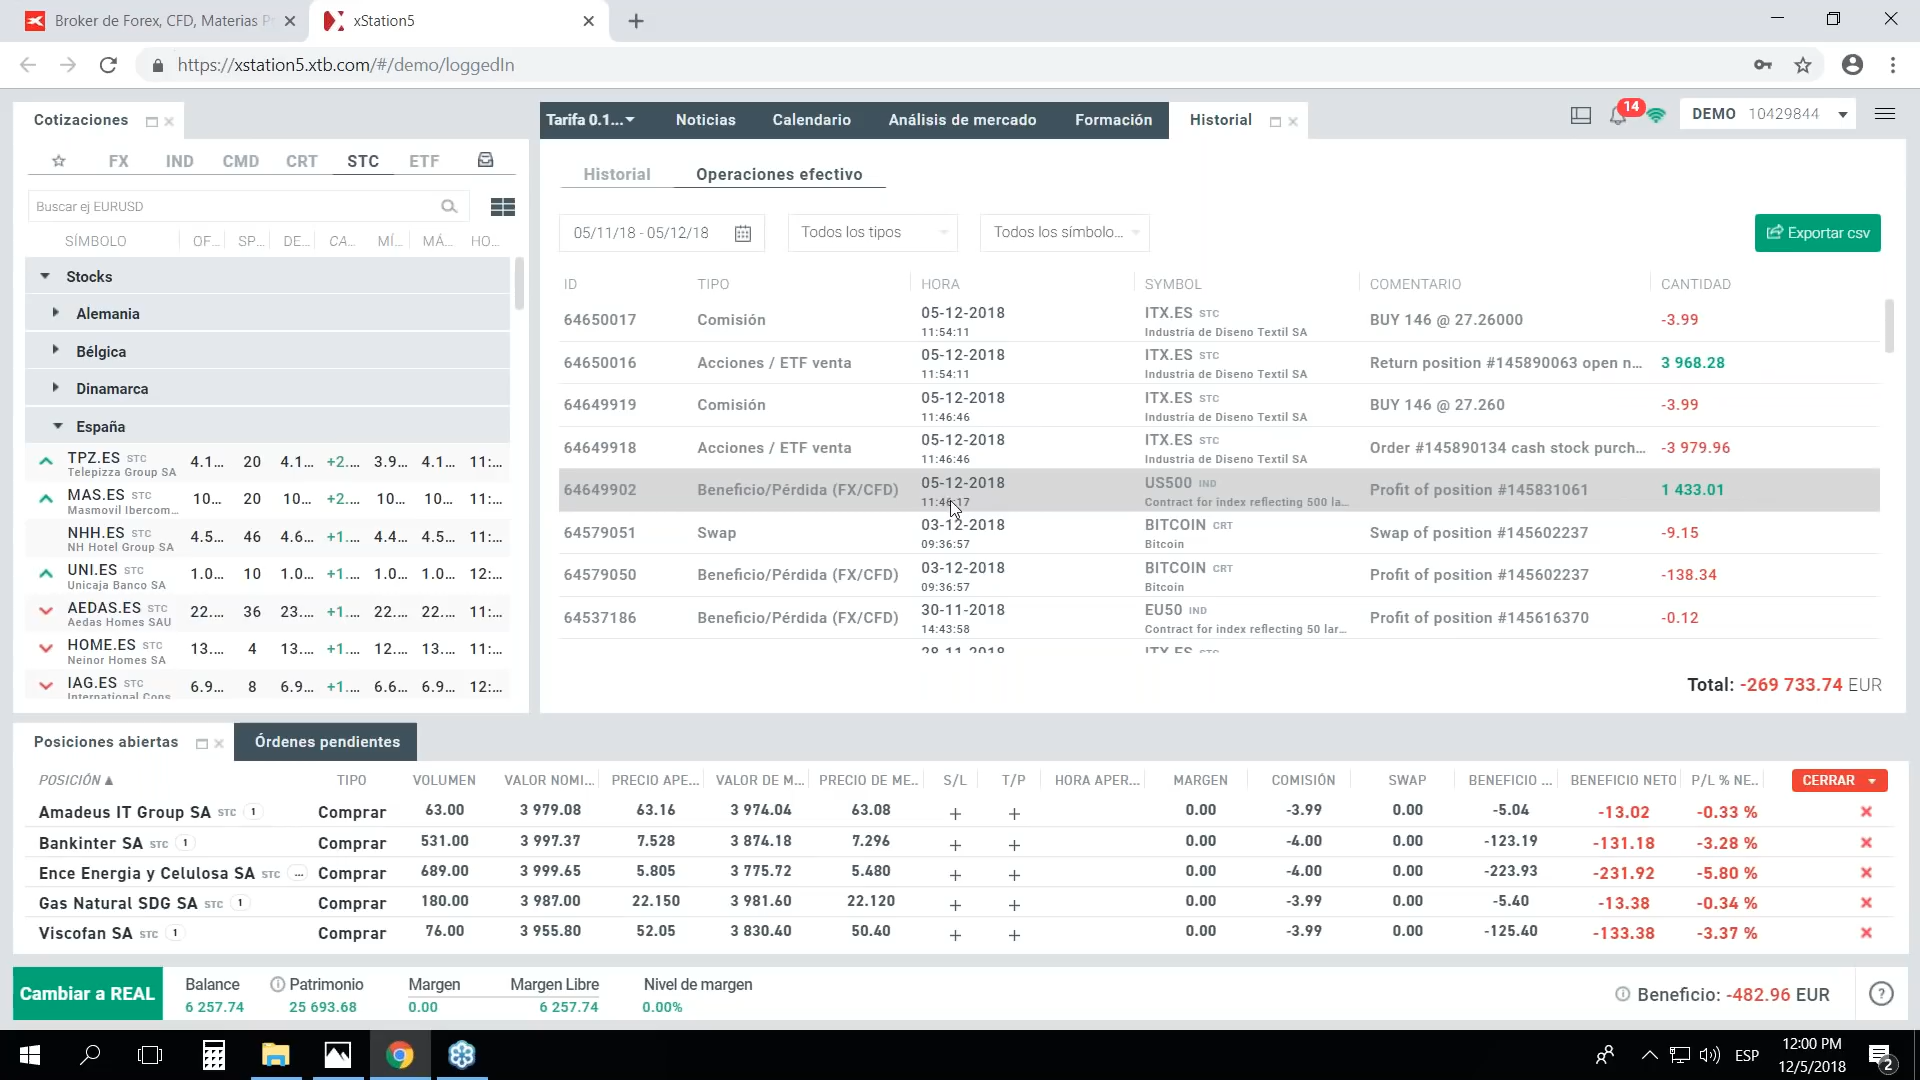 Broker de Forex, CFD, Materias P
xStation5
https://xstation5.xtb.com/#/demo/loggedIn
Cotizaciones
FX IND CMD CRT STC ETF
Buscar ej EURUSD
SÍMBOLO OF... SP... DE... CA... MÍ... MÁ... HO...
Stocks
Alemania
Bélgica
Dinamarca
España
TPZ.ES STC 4.1... 20 4.1... +2.... 3.9... 4.1... 11:...
Telepizza Group SA
MAS.ES STC 10... 20 10... +2.... 10... 10... 11:...
Masmovil Ibercom...
NHH.ES STC 4.5... 46 4.6... +1.... 4.4... 4.5... 11:...
NH Hotel Group SA
UNI.ES STC 1.0... 10 1.0... +1.... 1.0... 1.0... 12:...
Unicaja Banco SA
AEDAS.ES STC 22.... 36 23.... +1.... 22.... 22.... 11:...
Aedas Homes SAU
HOME.ES STC 13.... 4 13.... +1.... 12.... 13.... 11:...
Neinor Homes SA
IAG.ES STC 6.9... 8 6.9... +1.... 6.6... 6.9... 12:...
International Cons
Tarifa 0.1... Noticias Calendario Análisis de mercado Formación Historial
14
DEMO 10429844
Historial Operaciones efectivo
05/11/18 - 05/12/18 Todos los tipos Todos los símbolo... Exportar csv
ID TIPO HORA SYMBOL COMENTARIO CANTIDAD
64650017 Comisión 05-12-2018 11:54:11 ITX.ES STC Industria de Diseno Textil SA BUY 146 @ 27.26000 -3.99
64650016 Acciones / ETF venta 05-12-2018 11:54:11 ITX.ES STC Industria de Diseno Textil SA Return position #145890063 open n... 3 968.28
64649919 Comisión 05-12-2018 11:46:46 ITX.ES STC Industria de Diseno Textil SA BUY 146 @ 27.260 -3.99
64649918 Acciones / ETF venta 05-12-2018 11:46:46 ITX.ES STC Industria de Diseno Textil SA Order #145890134 cash stock purch... -3 979.96
64649902 Beneficio/Pérdida (FX/CFD) 05-12-2018 11:46:17 US500 IND Contract for index reflecting 500 la... Profit of position #145831061 1 433.01
64579051 Swap 03-12-2018 09:36:57 BITCOIN CRT Bitcoin Swap of position #145602237 -9.15
64579050 Beneficio/Pérdida (FX/CFD) 03-12-2018 09:36:57 BITCOIN CRT Bitcoin Profit of position #145602237 -138.34
64537186 Beneficio/Pérdida (FX/CFD) 30-11-2018 14:43:58 EU50 IND Contract for index reflecting 50 lar... Profit of position #145616370 -0.12
28-11-2018 ITX.ES STC
Total: -269 733.74 EUR
Posiciones abiertas Órdenes pendientes
POSICIÓN ▲ TIPO VOLUMEN VALOR NOMI... PRECIO APE... VALOR DE M... PRECIO DE ME... S/L T/P HORA APER... MARGEN COMISIÓN SWAP BENEFICIO ... BENEFICIO NETO P/L % NE... CERRAR
Amadeus IT Group SA STC 1 Comprar 63.00 3 979.08 63.16 3 974.04 63.08 + + 0.00 -3.99 0.00 -5.04 -13.02 -0.33 %
Bankinter SA STC 1 Comprar 531.00 3 997.37 7.528 3 874.18 7.296 + + 0.00 -4.00 0.00 -123.19 -131.18 -3.28 %
Ence Energia y Celulosa SA STC ... Comprar 689.00 3 999.65 5.805 3 775.72 5.480 + + 0.00 -4.00 0.00 -223.93 -231.92 -5.80 %
Gas Natural SDG SA STC 1 Comprar 180.00 3 987.00 22.150 3 981.60 22.120 + + 0.00 -3.99 0.00 -5.40 -13.38 -0.34 %
Viscofan SA STC 1 Comprar 76.00 3 955.80 52.05 3 830.40 50.40 + + 0.00 -3.99 0.00 -125.40 -133.38 -3.37 %
Cambiar a REAL
Balance Patrimonio Margen Margen Libre Nivel de margen
6 257.74 25 693.68 0.00 6 257.74 0.00%
Beneficio: -482.96 EUR
?
ESP
12:00 PM
12/5/2018
2